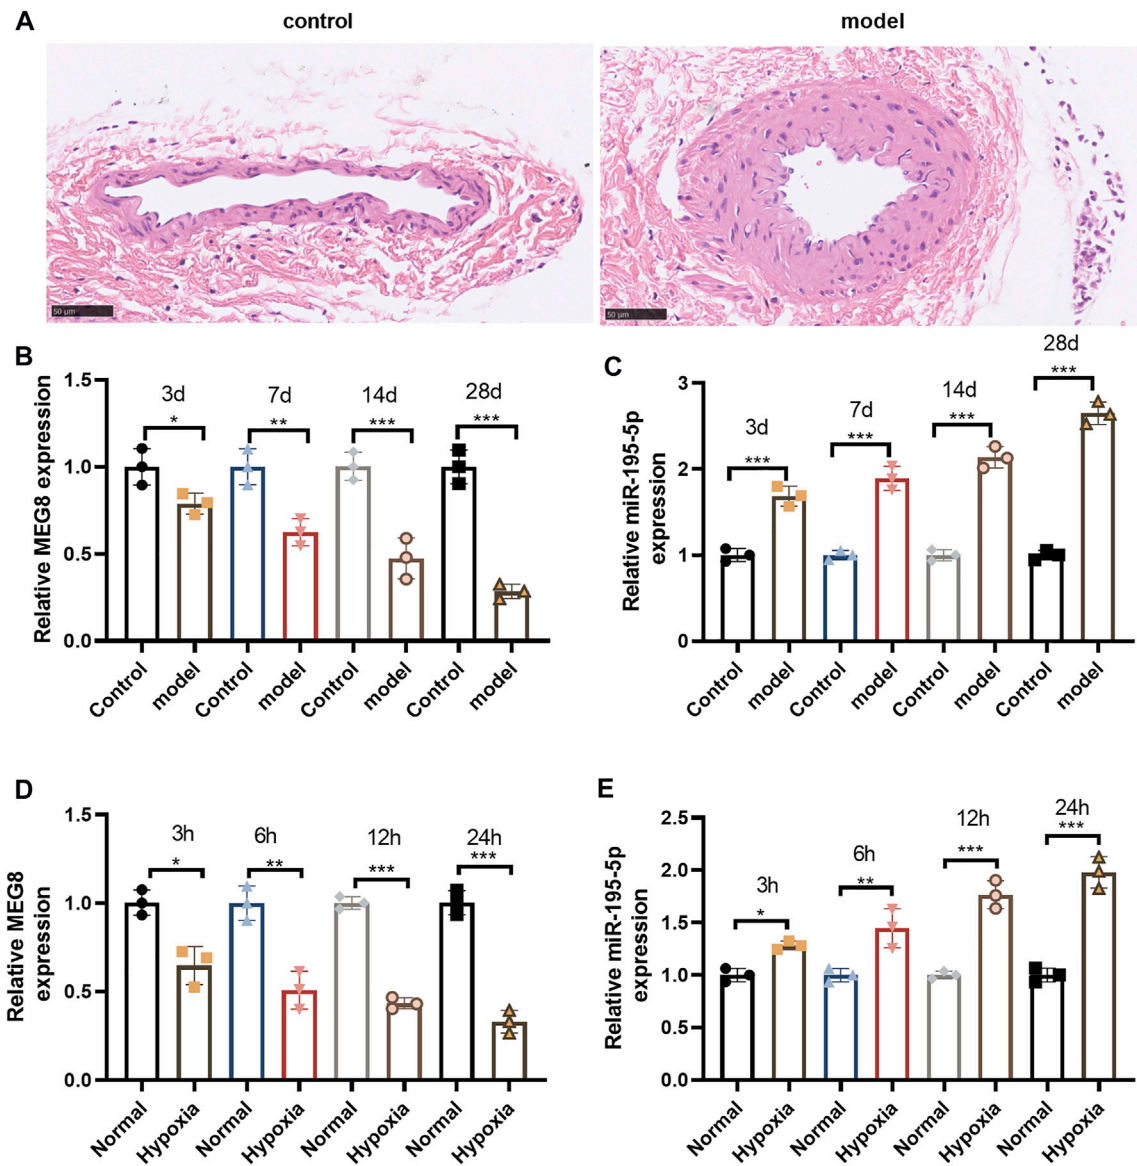 A
control
model
50 µm
50 µm
B
Relative MEG8 expression
1.5
1.0
0.5
0.0
3d
*
7d
**
14d
***
28d
***
Control
model
Control
model
Control
model
Control
model
C
Relative miR-195-5p
expression
3
2
1
0
3d
***
7d
***
14d
***
28d
***
Control
model
Control
model
Control
model
Control
model
D
Relative MEG8
expression
1.5
1.0
0.5
0.0
3h
*
6h
**
12h
***
24h
***
Normal
Hypoxia
Normal
Hypoxia
Normal
Hypoxia
Normal
Hypoxia
E
Relative miR-195-5p
expression
2.5
2.0
1.5
1.0
0.5
0.0
3h
*
6h
**
12h
***
24h
***
Normal
Hypoxia
Normal
Hypoxia
Normal
Hypoxia
Normal
Hypoxia